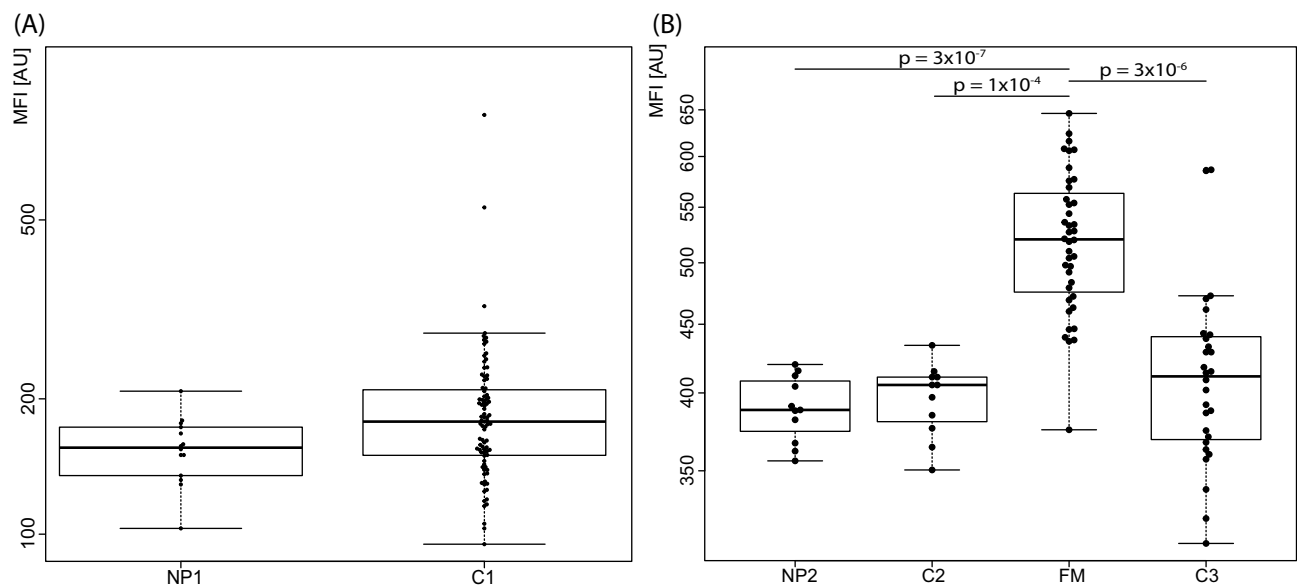 (A)
MFI [AU]
500
200
100
NP1
C1
(B)
MFI [AU]
p = 3x10⁻⁷
p = 3x10⁻⁶
p = 1x10⁻⁴
650
600
550
500
450
400
350
NP2
C2
FM
C3